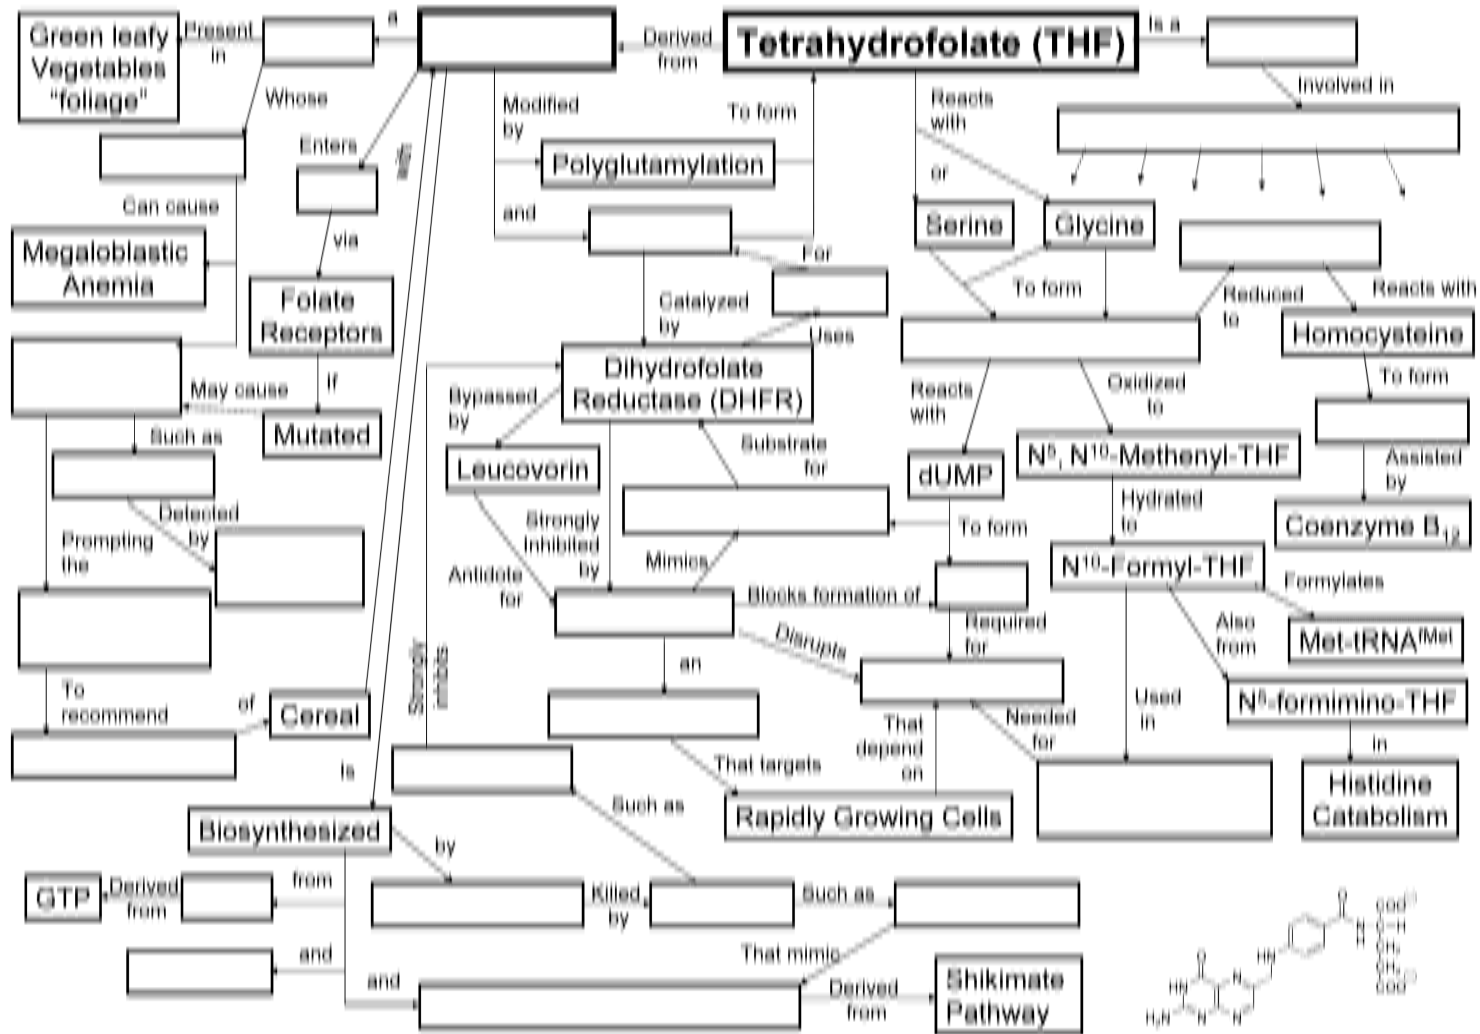 Green leafy
Vegetables
"foliage"
Present
in
a
Derived
from
Tetrahydrofolate (THF)
Is a
Involved in
Whose
Enters
with
Modified
by
To form
Reacts
with
Polyglutamylation
or
Can cause
via
and
Serine
Glycine
Megaloblastic
Anemia
For
Folate
Receptors
Catalyzed
by
Uses
To form
Reduced
to
Reacts with
Homocysteine
Dihydrofolate
Reductase (DHFR)
May cause
If
Bypassed
by
Reacts
with
Oxidized
to
To form
Such as
Mutated
Substrate
for
Leucovorin
dUMP
N⁵, N¹⁰-Methenyl-THF
Assisted
by
Detected
by
Strongly
Inhibited
by
To form
Hydrated
to
Coenzyme B₁₂
Prompting
the
Antidote
for
Mimics
N¹⁰-Formyl-THF
Formylates
Blocks formation of
Required
for
Disrupts
Also
from
Met-tRNAᶠᴹᵉᵗ
Strongly
inhibits
an
To
recommend
of
Cereal
That
depend
on
Needed
for
Used
in
N⁵-formimino-THF
in
Is
That targets
Such as
Rapidly Growing Cells
Histidine
Catabolism
Biosynthesized
by
GTP
Derived
from
from
Killed
by
Such as
and
That mimic
and
Derived
from
Shikimate
Pathway
O
HN
H₂N
N
N
N
HN
O